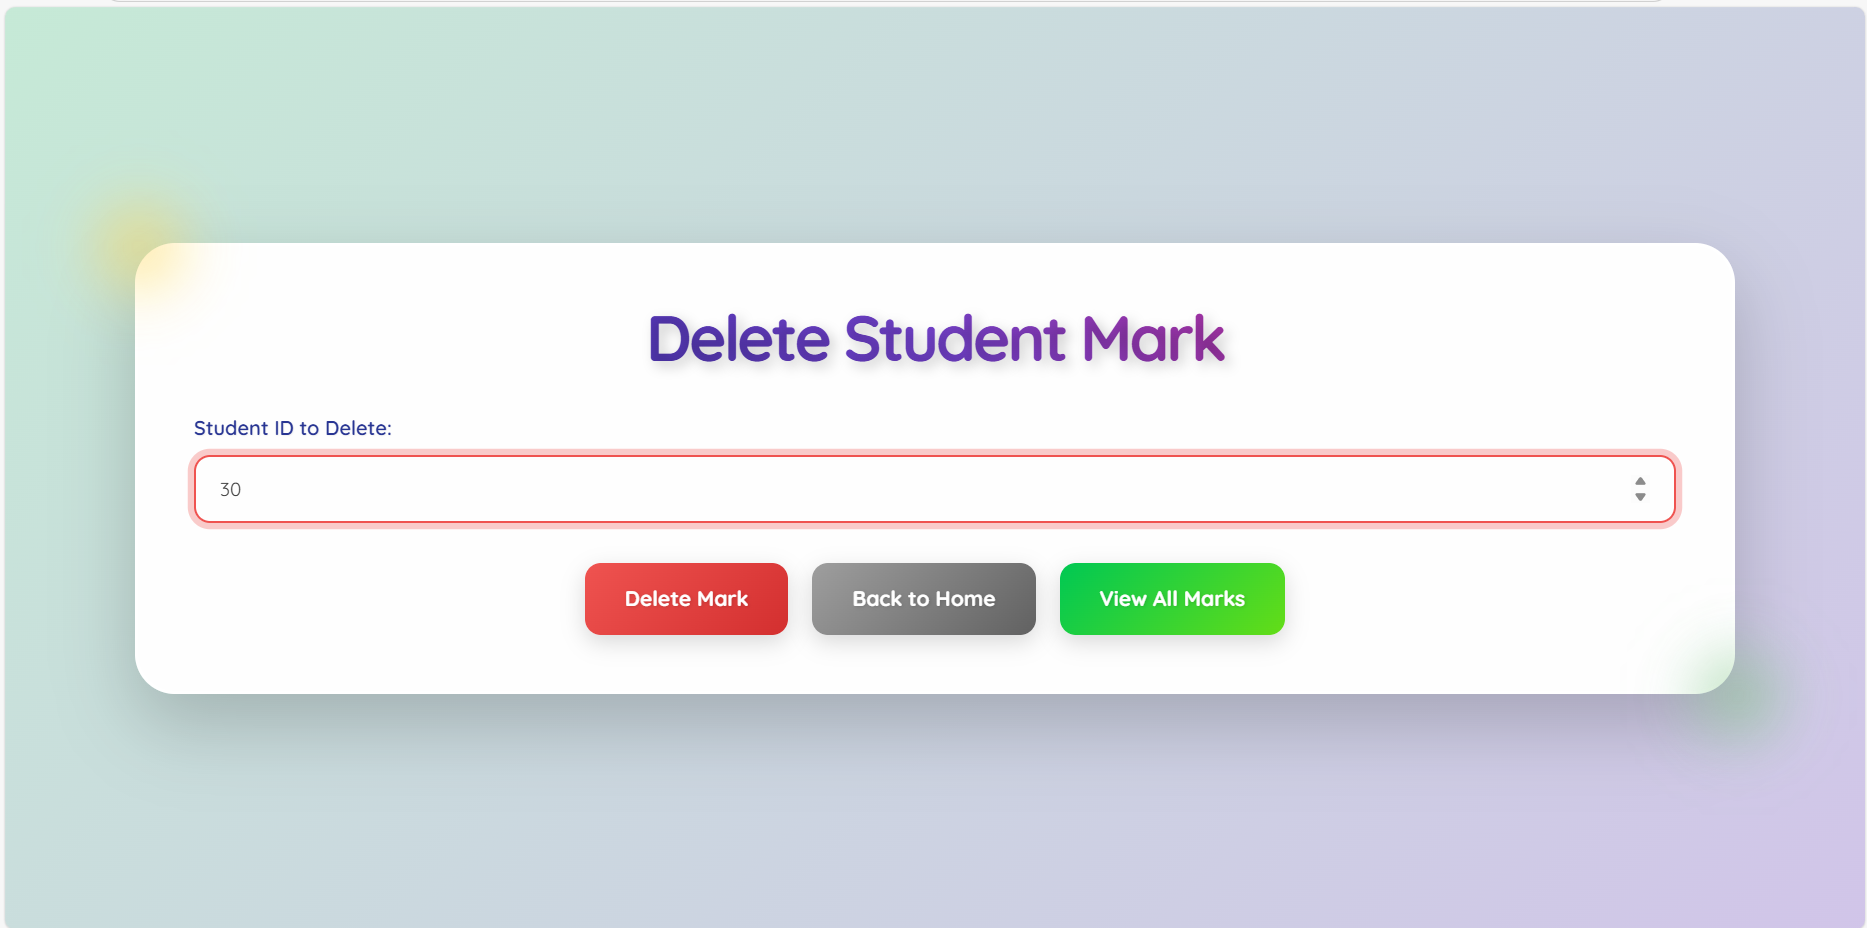 Delete Student Mark
Student ID to Delete:
30
Delete Mark
Back to Home
View All Marks